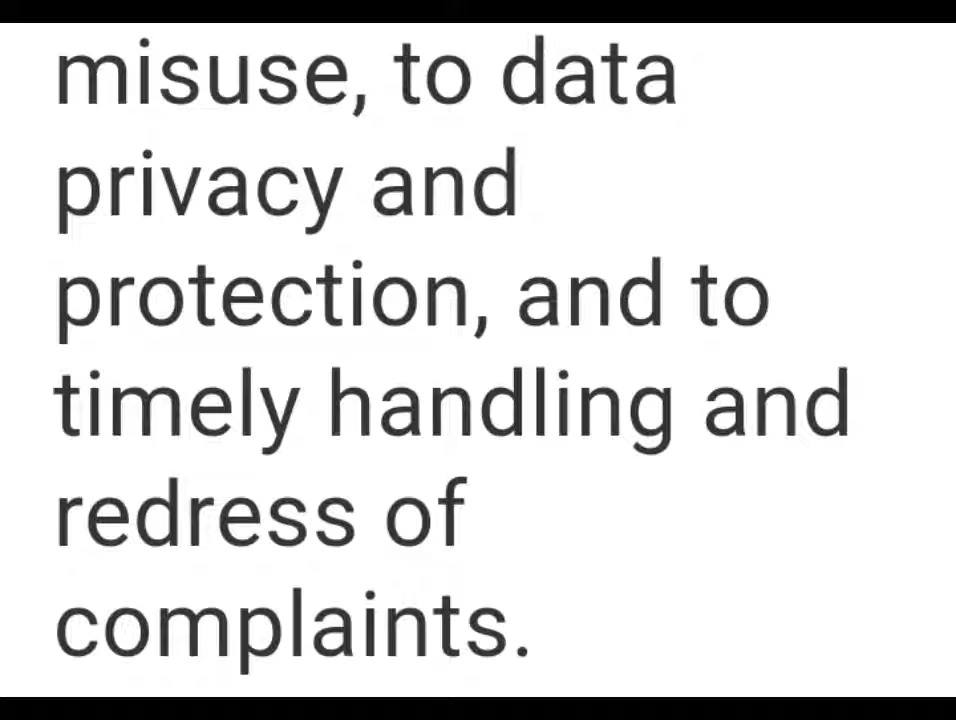 misuse, to data
privacy and
protection, and to
timely handling and
redress of
complaints.